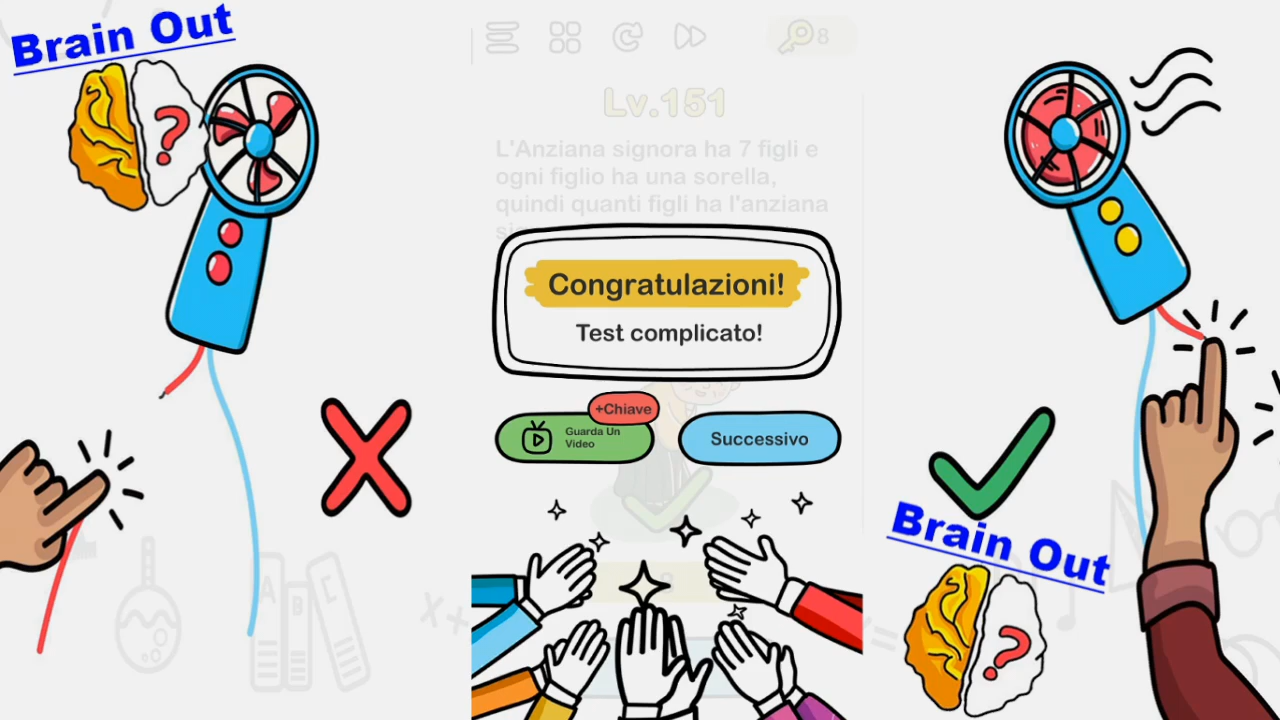 Brain Out
?
8
Lv.151
L'Anziana signora ha 7 figli e
ogni figlio ha una sorella,
quindi quanti figli ha l'anziana
Congratulazioni!
Test complicato!
+Chiave
Guarda Un
Video
Successivo
A B C
X+
Brain Out
?